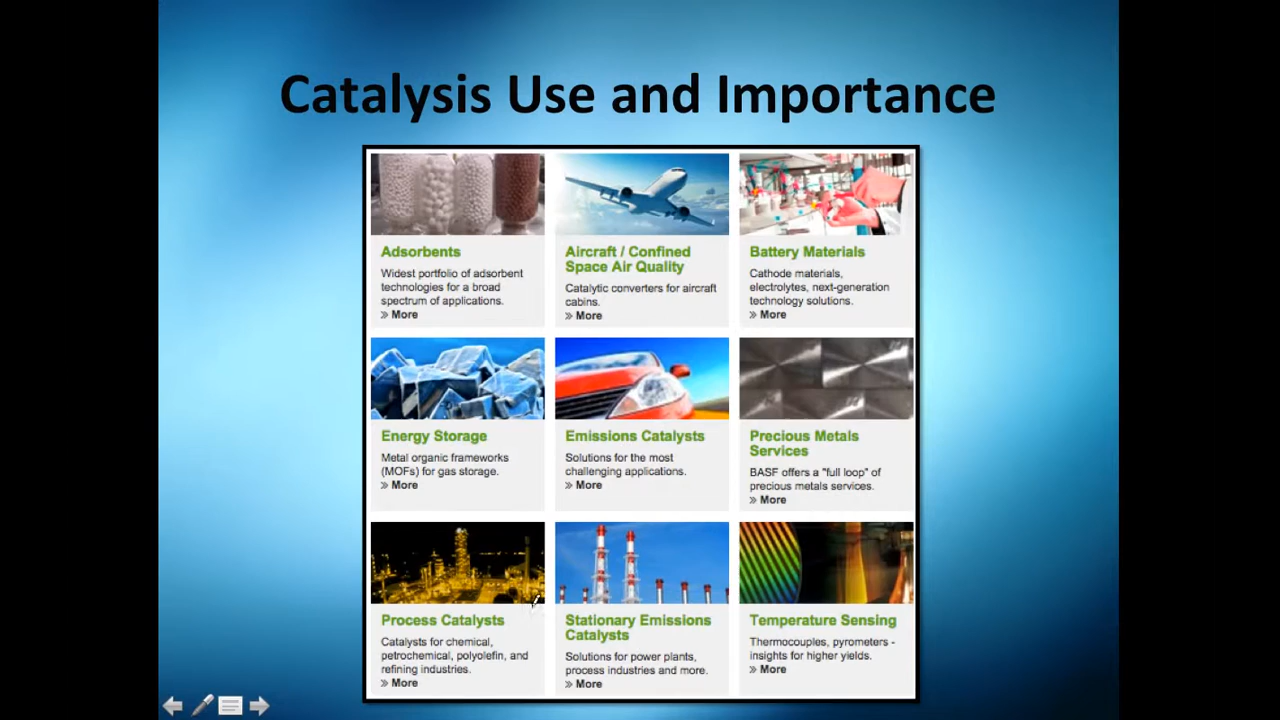 Catalysis Use and Importance
Adsorbents
Widest portfolio of adsorbent
technologies for a broad
spectrum of applications.
» More
Aircraft / Confined
Space Air Quality
Catalytic converters for aircraft
cabins.
» More
Battery Materials
Cathode materials,
electrolytes, next-generation
technology solutions.
» More
Energy Storage
Metal organic frameworks
(MOFs) for gas storage.
» More
Emissions Catalysts
Solutions for the most
challenging applications.
» More
Precious Metals
Services
BASF offers a "full loop" of
precious metals services.
» More
Process Catalysts
Catalysts for chemical,
petrochemical, polyolefin, and
refining industries.
» More
Stationary Emissions
Catalysts
Solutions for power plants,
process industries and more.
» More
Temperature Sensing
Thermocouples, pyrometers -
insights for higher yields.
» More